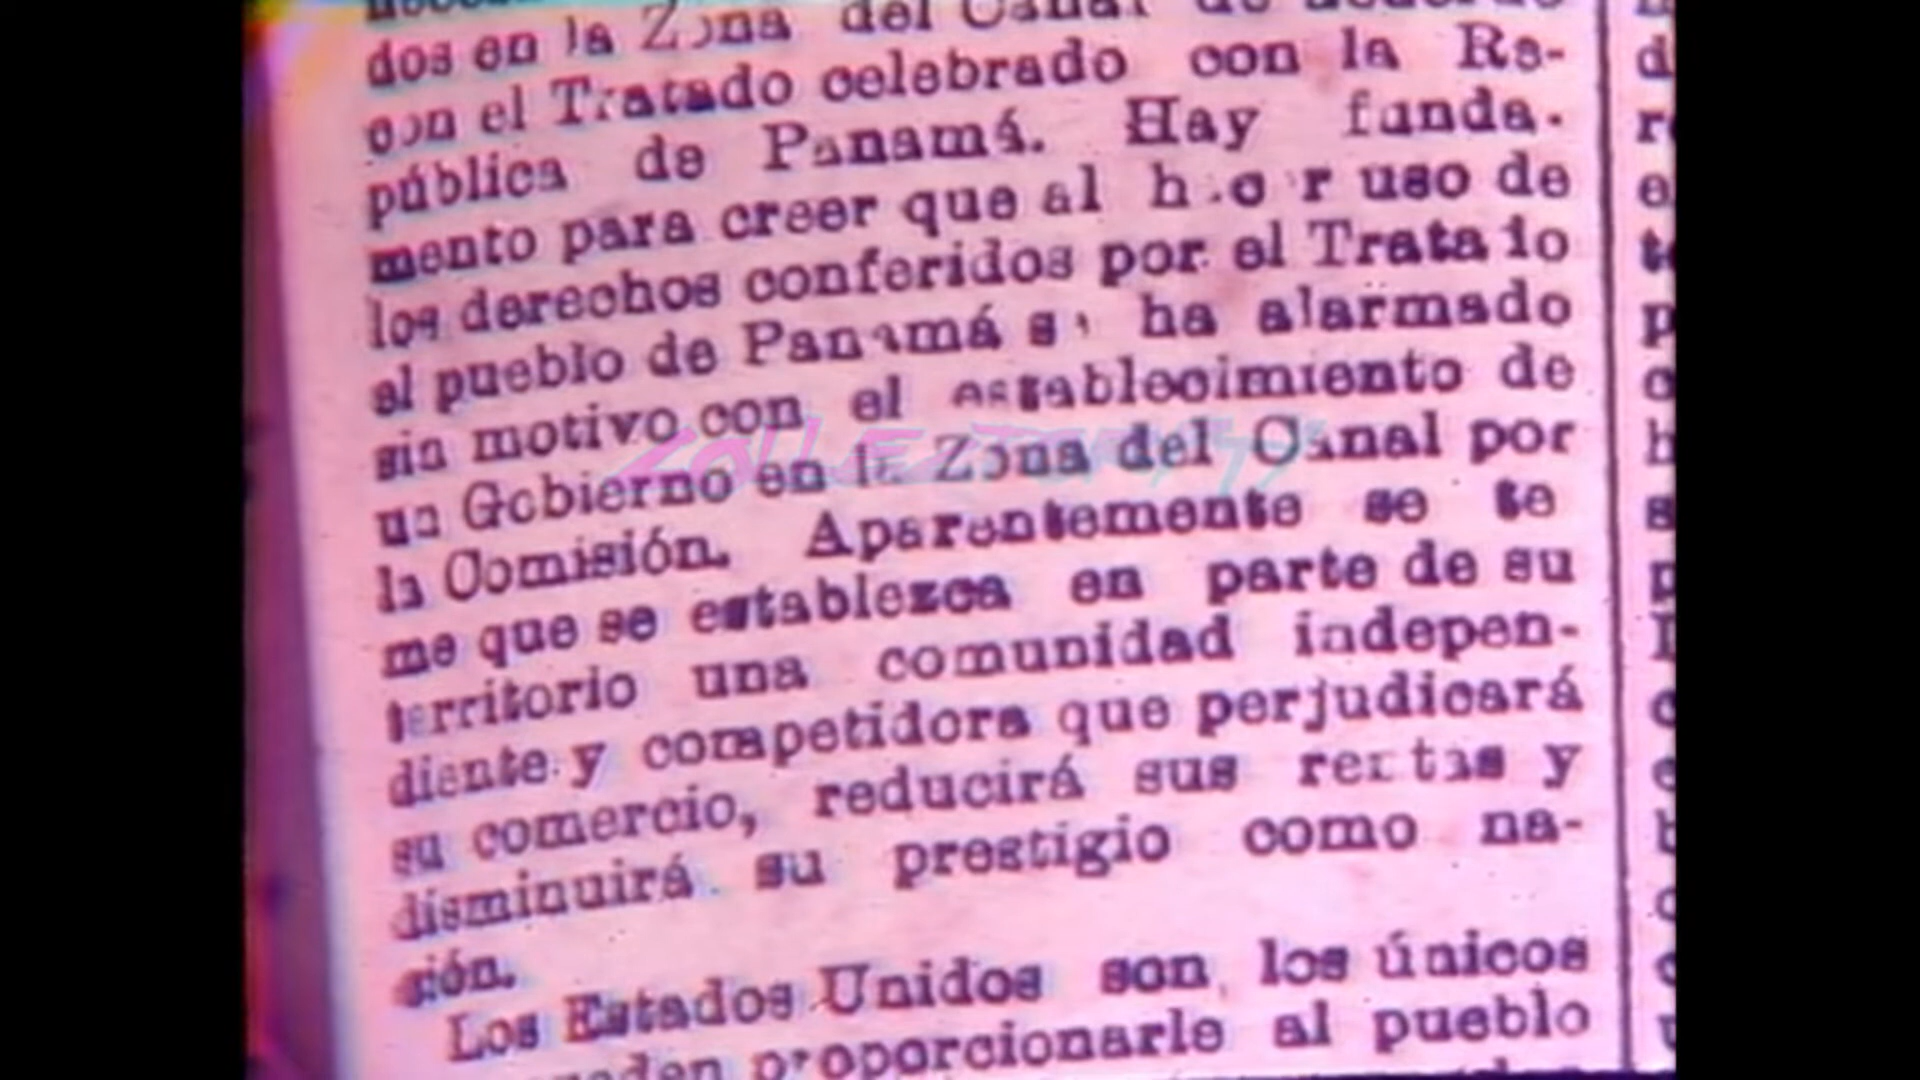 dos en la Zona del Canal de acuerdo
con el Tratado celebrado con la Re-
pública de Panamá. Hay funda-
mento para creer que al h c r uso de
los derechos conferidos por el Tratado
el pueblo de Panamá se ha alarmado
sin motivo con el establecimiento de
un Gobierno en la Zona del Canal por
la Comisión. Aparentemente se te
me que se establezca en parte de su
territorio una comunidad indepen-
diente y competidora que perjudicará
su comercio, reducirá sus rentas y
disminuirá su prestigio como na-
ción.
Los Estados Unidos son los únicos
proporcionarle al pueblo